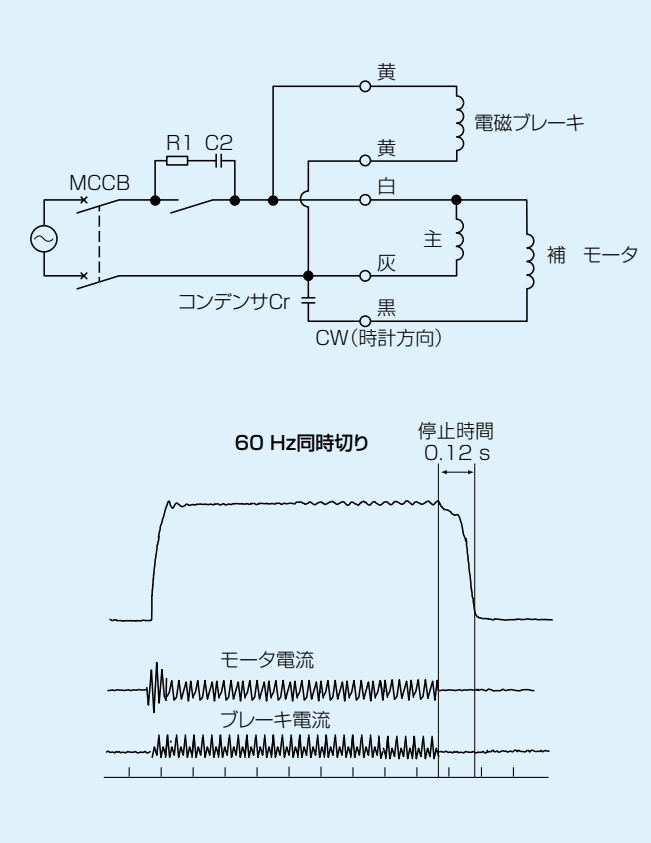 黄
電磁ブレーキ
黄
R1 C2
MCCB
白
主
補 モータ
灰
コンデンサCr
黒
CW(時計方向)
60 Hz同時切り
停止時間
0.12 s
モータ電流
ブレーキ電流